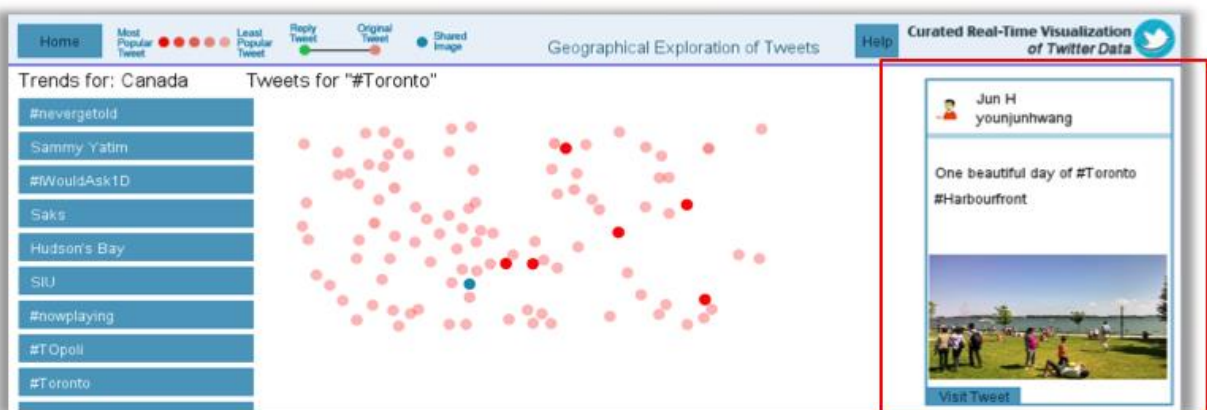 Home
Most
Popular
Tweet
Least
Popular
Tweet
Reply
Tweet
Original
Tweet
Shared
Image
Geographical Exploration of Tweets
Help
Curated Real-Time Visualization
of Twitter Data
Trends for: Canada
Tweets for "#Toronto"
#nevergetold
Sammy Yatim
#IWouldAsk1D
Saks
Hudson's Bay
SIU
#nowplaying
#TOpoli
#Toronto
Jun H
younjunhwang
One beautiful day of #Toronto
#Harbourfront
Visit Tweet